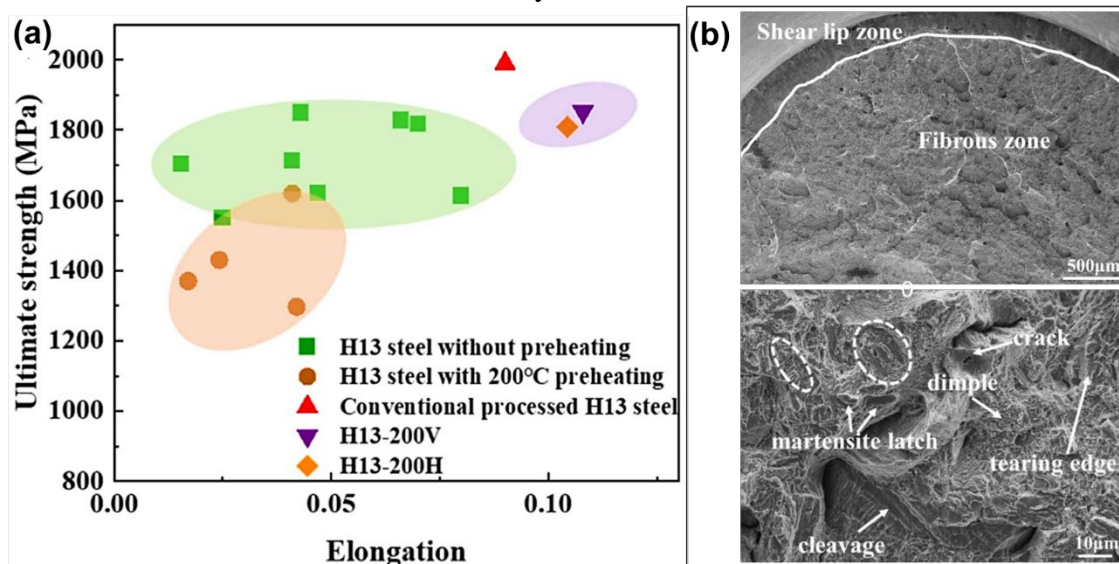 (a)
2000
1800
1600
1400
1200
1000
800
Ultimate strength (MPa)
0.00
0.05
0.10
Elongation
H13 steel without preheating
H13 steel with 200°C preheating
Conventional processed H13 steel
H13-200V
H13-200H
(b)
Shear lip zone
Fibrous zone
500μm
0
crack
dimple
martensite latch
tearing edge
cleavage
10μm